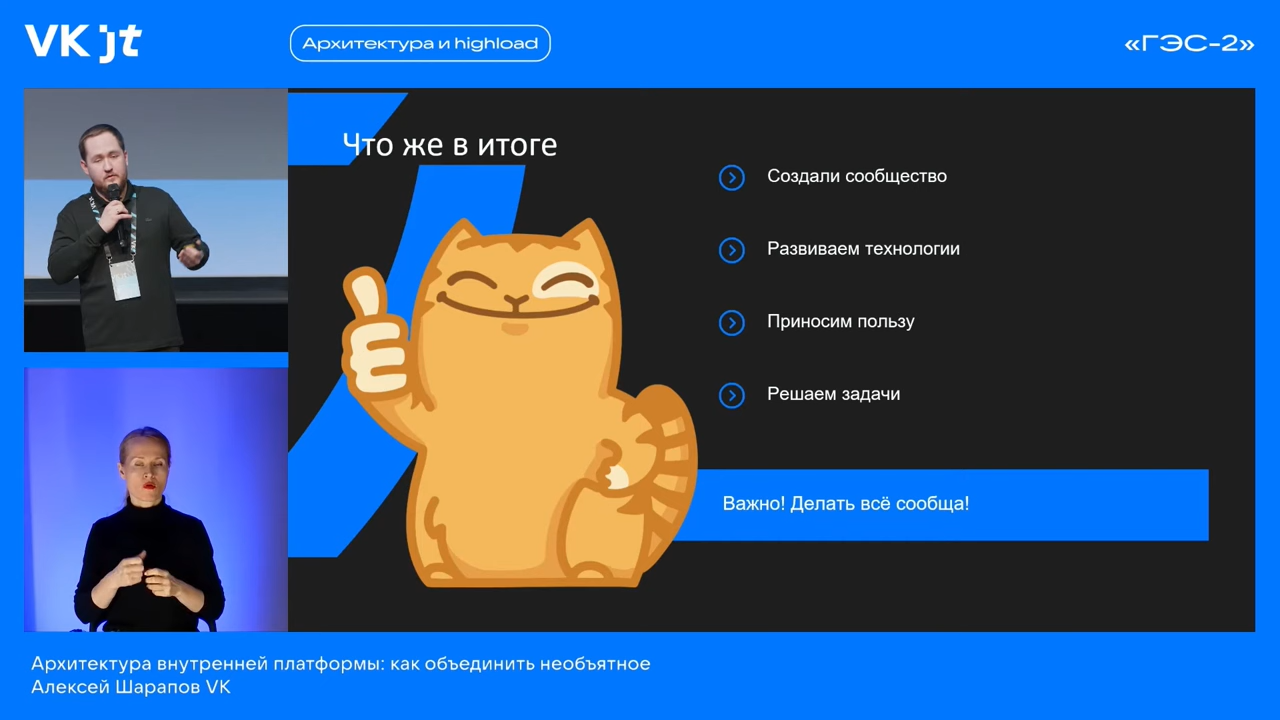 VK jt
Архитектура и highload
«ГЭС-2»
Что же в итоге
Создали сообщество
Развиваем технологии
Приносим пользу
Решаем задачи
Важно! Делать всё сообща!
Архитектура внутренней платформы: как объединить необъятное
Алексей Шарапов VK